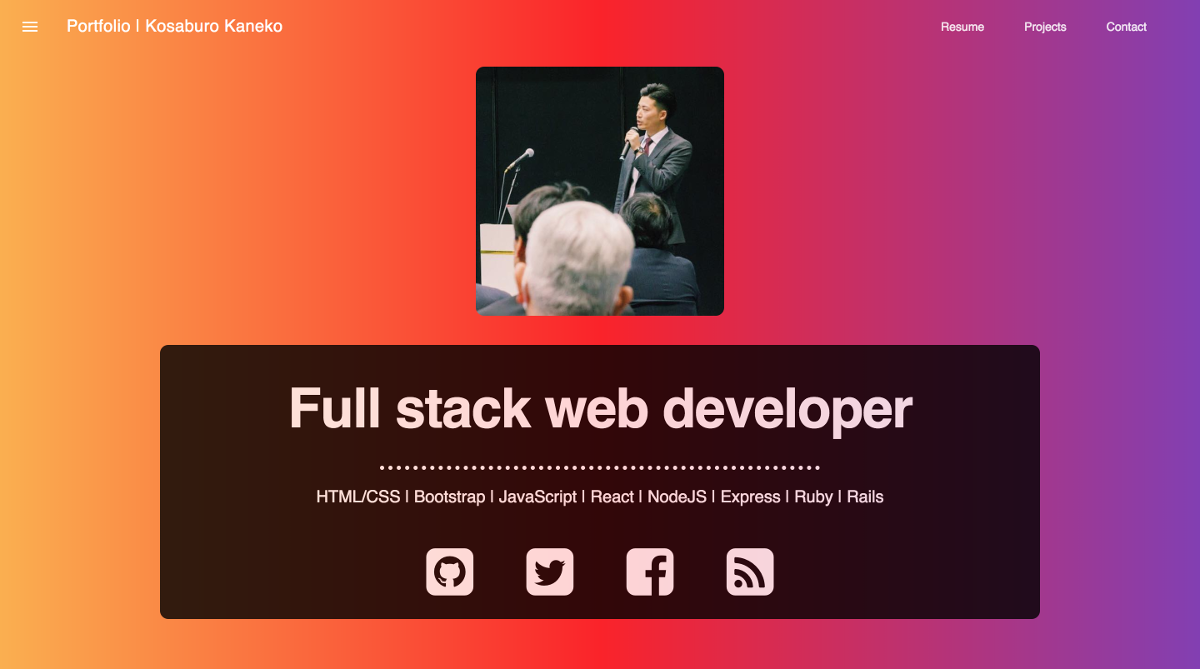 Portfolio | Kosaburo Kaneko
Resume Projects Contact
Full stack web developer
HTML/CSS | Bootstrap | JavaScript | React | NodeJS | Express | Ruby | Rails